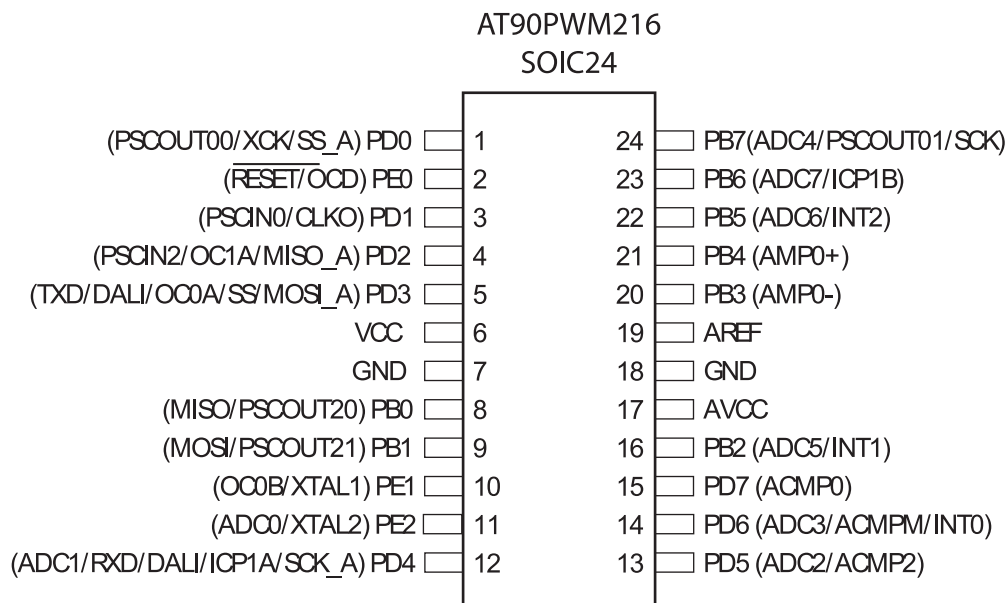 AT90PWM216
SOIC24
(PSCOUT00/XCK/SS_A) PD0 1 24 PB7(ADC4/PSCOUT01/SCK)
(RESET/OCD) PE0 2 23 PB6 (ADC7/ICP1B)
(PSCIN0/CLKO) PD1 3 22 PB5 (ADC6/INT2)
(PSCIN2/OC1A/MISO_A) PD2 4 21 PB4 (AMP0+)
(TXD/DALI/OC0A/SS/MOSI_A) PD3 5 20 PB3 (AMP0-)
VCC 6 19 AREF
GND 7 18 GND
(MISO/PSCOUT20) PB0 8 17 AVCC
(MOSI/PSCOUT21) PB1 9 16 PB2 (ADC5/INT1)
(OC0B/XTAL1) PE1 10 15 PD7 (ACMP0)
(ADC0/XTAL2) PE2 11 14 PD6 (ADC3/ACMPM/INT0)
(ADC1/RXD/DALI/ICP1A/SCK_A) PD4 12 13 PD5 (ADC2/ACMP2)